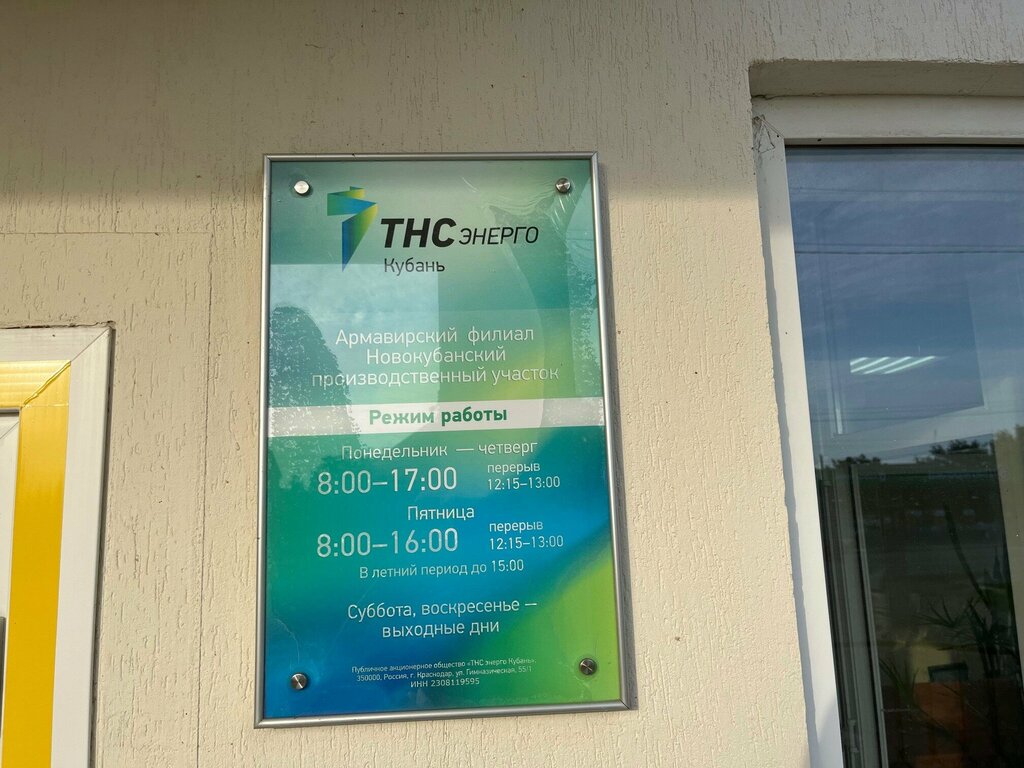 ТНС ЭНЕРГО
Кубань
Армавирский филиал
Новокубанский
производственный участок
Режим работы
Понедельник — четверг
8:00–17:00 перерыв 12:15–13:00
Пятница
8:00–16:00 перерыв 12:15–13:00
В летний период до 15:00
Суббота, воскресенье —
выходные дни
Публичное акционерное общество «ТНС энерго Кубань».
350000, Россия, г. Краснодар, ул. Гимназическая, 55/1
ИНН 2308119595